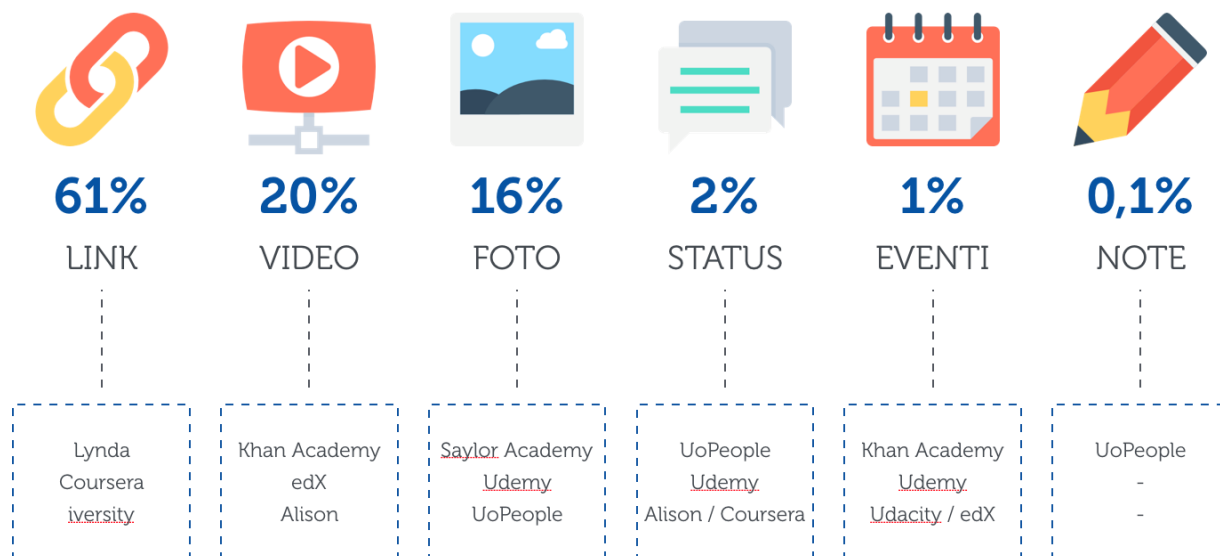 61%
LINK
20%
VIDEO
16%
FOTO
2%
STATUS
1%
EVENTI
0,1%
NOTE
Lynda
Coursera
iversity
Khan Academy
edX
Alison
Saylor Academy
Udemy
UoPeople
UoPeople
Udemy
Alison / Coursera
Khan Academy
Udemy
Udacity / edX
UoPeople
-
-